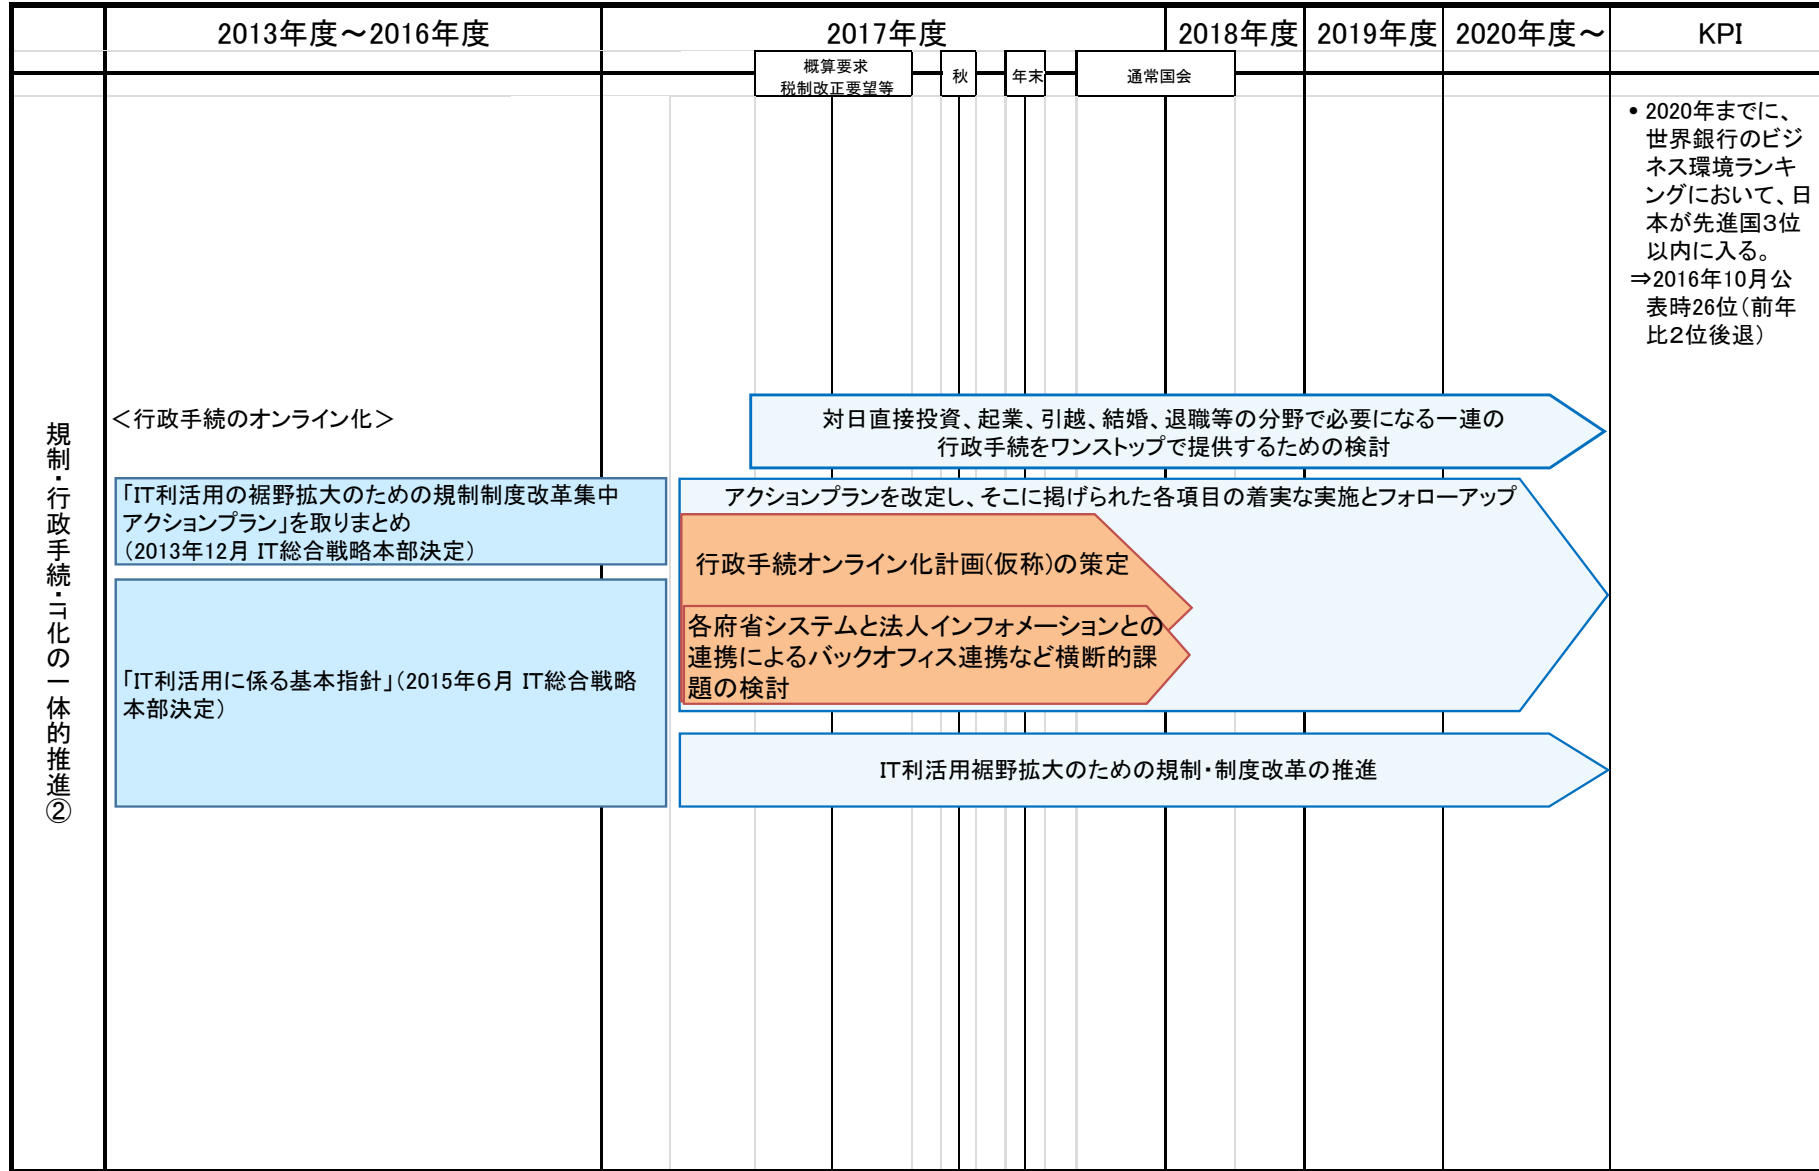 2013年度～2016年度
2017年度
2018年度
2019年度
2020年度～
KPI
概算要求
税制改正要望等
秋
年末
通常国会
規制・行政手続・IT化の一体的推進②
＜行政手続のオンライン化＞
「IT利活用の裾野拡大のための規制制度改革集中
アクションプラン」を取りまとめ
（2013年12月 IT総合戦略本部決定）
「IT利活用に係る基本指針」（2015年６月 IT総合戦略
本部決定）
対日直接投資、起業、引越、結婚、退職等の分野で必要になる一連の
行政手続をワンストップで提供するための検討
アクションプランを改定し、そこに掲げられた各項目の着実な実施とフォローアップ
行政手続オンライン化計画(仮称)の策定
各府省システムと法人インフォメーションとの
連携によるバックオフィス連携など横断的課
題の検討
IT利活用裾野拡大のための規制・制度改革の推進
• 2020年までに、
世界銀行のビジ
ネス環境ランキ
ングにおいて、日
本が先進国３位
以内に入る。
⇒2016年10月公
表時26位（前年
比２位後退）